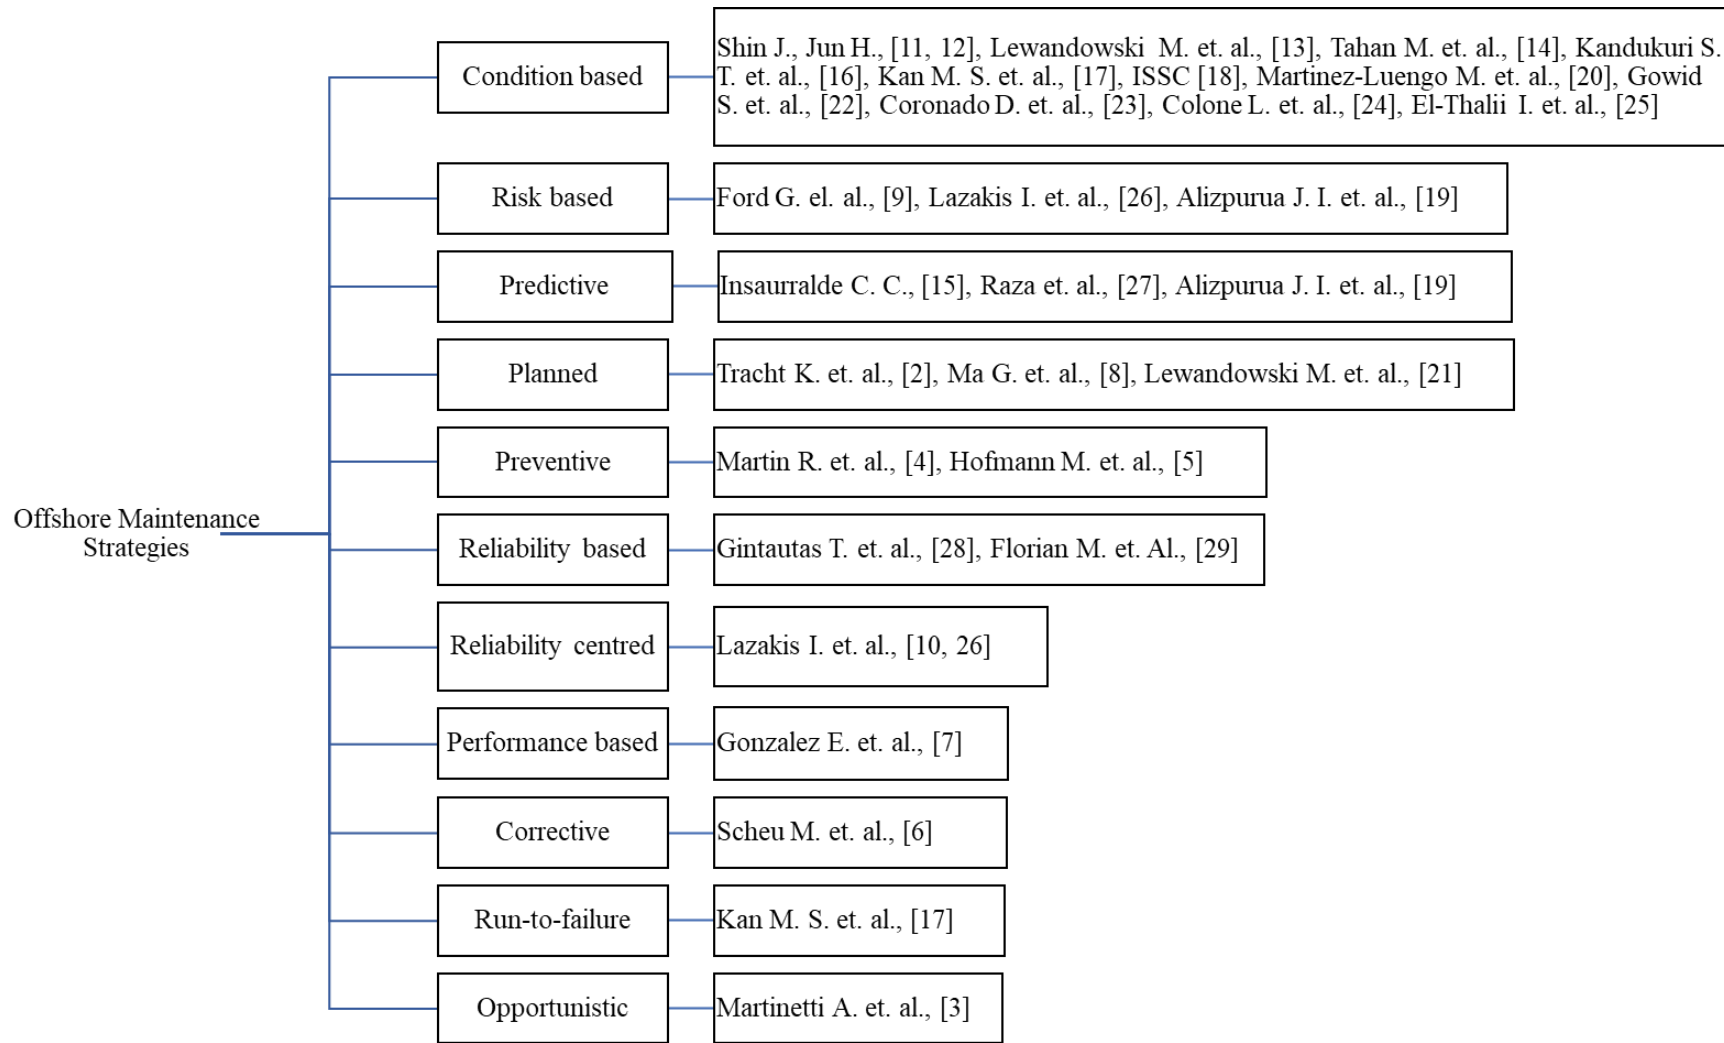 Condition based
Shin J., Jun H., [11, 12], Lewandowski M. et. al., [13], Tahan M. et. al., [14], Kandukuri S.
T. et. al., [16], Kan M. S. et. al., [17], ISSC [18], Martinez-Luengo M. et. al., [20], Gowid
S. et. al., [22], Coronado D. et. al., [23], Colone L. et. al., [24], El-Thalii I. et. al., [25]
Risk based
Ford G. el. al., [9], Lazakis I. et. al., [26], Alizpurua J. I. et. al., [19]
Predictive
Insaurralde C. C., [15], Raza et. al., [27], Alizpurua J. I. et. al., [19]
Planned
Tracht K. et. al., [2], Ma G. et. al., [8], Lewandowski M. et. al., [21]
Preventive
Martin R. et. al., [4], Hofmann M. et. al., [5]
Offshore Maintenance
Strategies
Reliability based
Gintautas T. et. al., [28], Florian M. et. Al., [29]
Reliability centred
Lazakis I. et. al., [10, 26]
Performance based
Gonzalez E. et. al., [7]
Corrective
Scheu M. et. al., [6]
Run-to-failure
Kan M. S. et. al., [17]
Opportunistic
Martinetti A. et. al., [3]